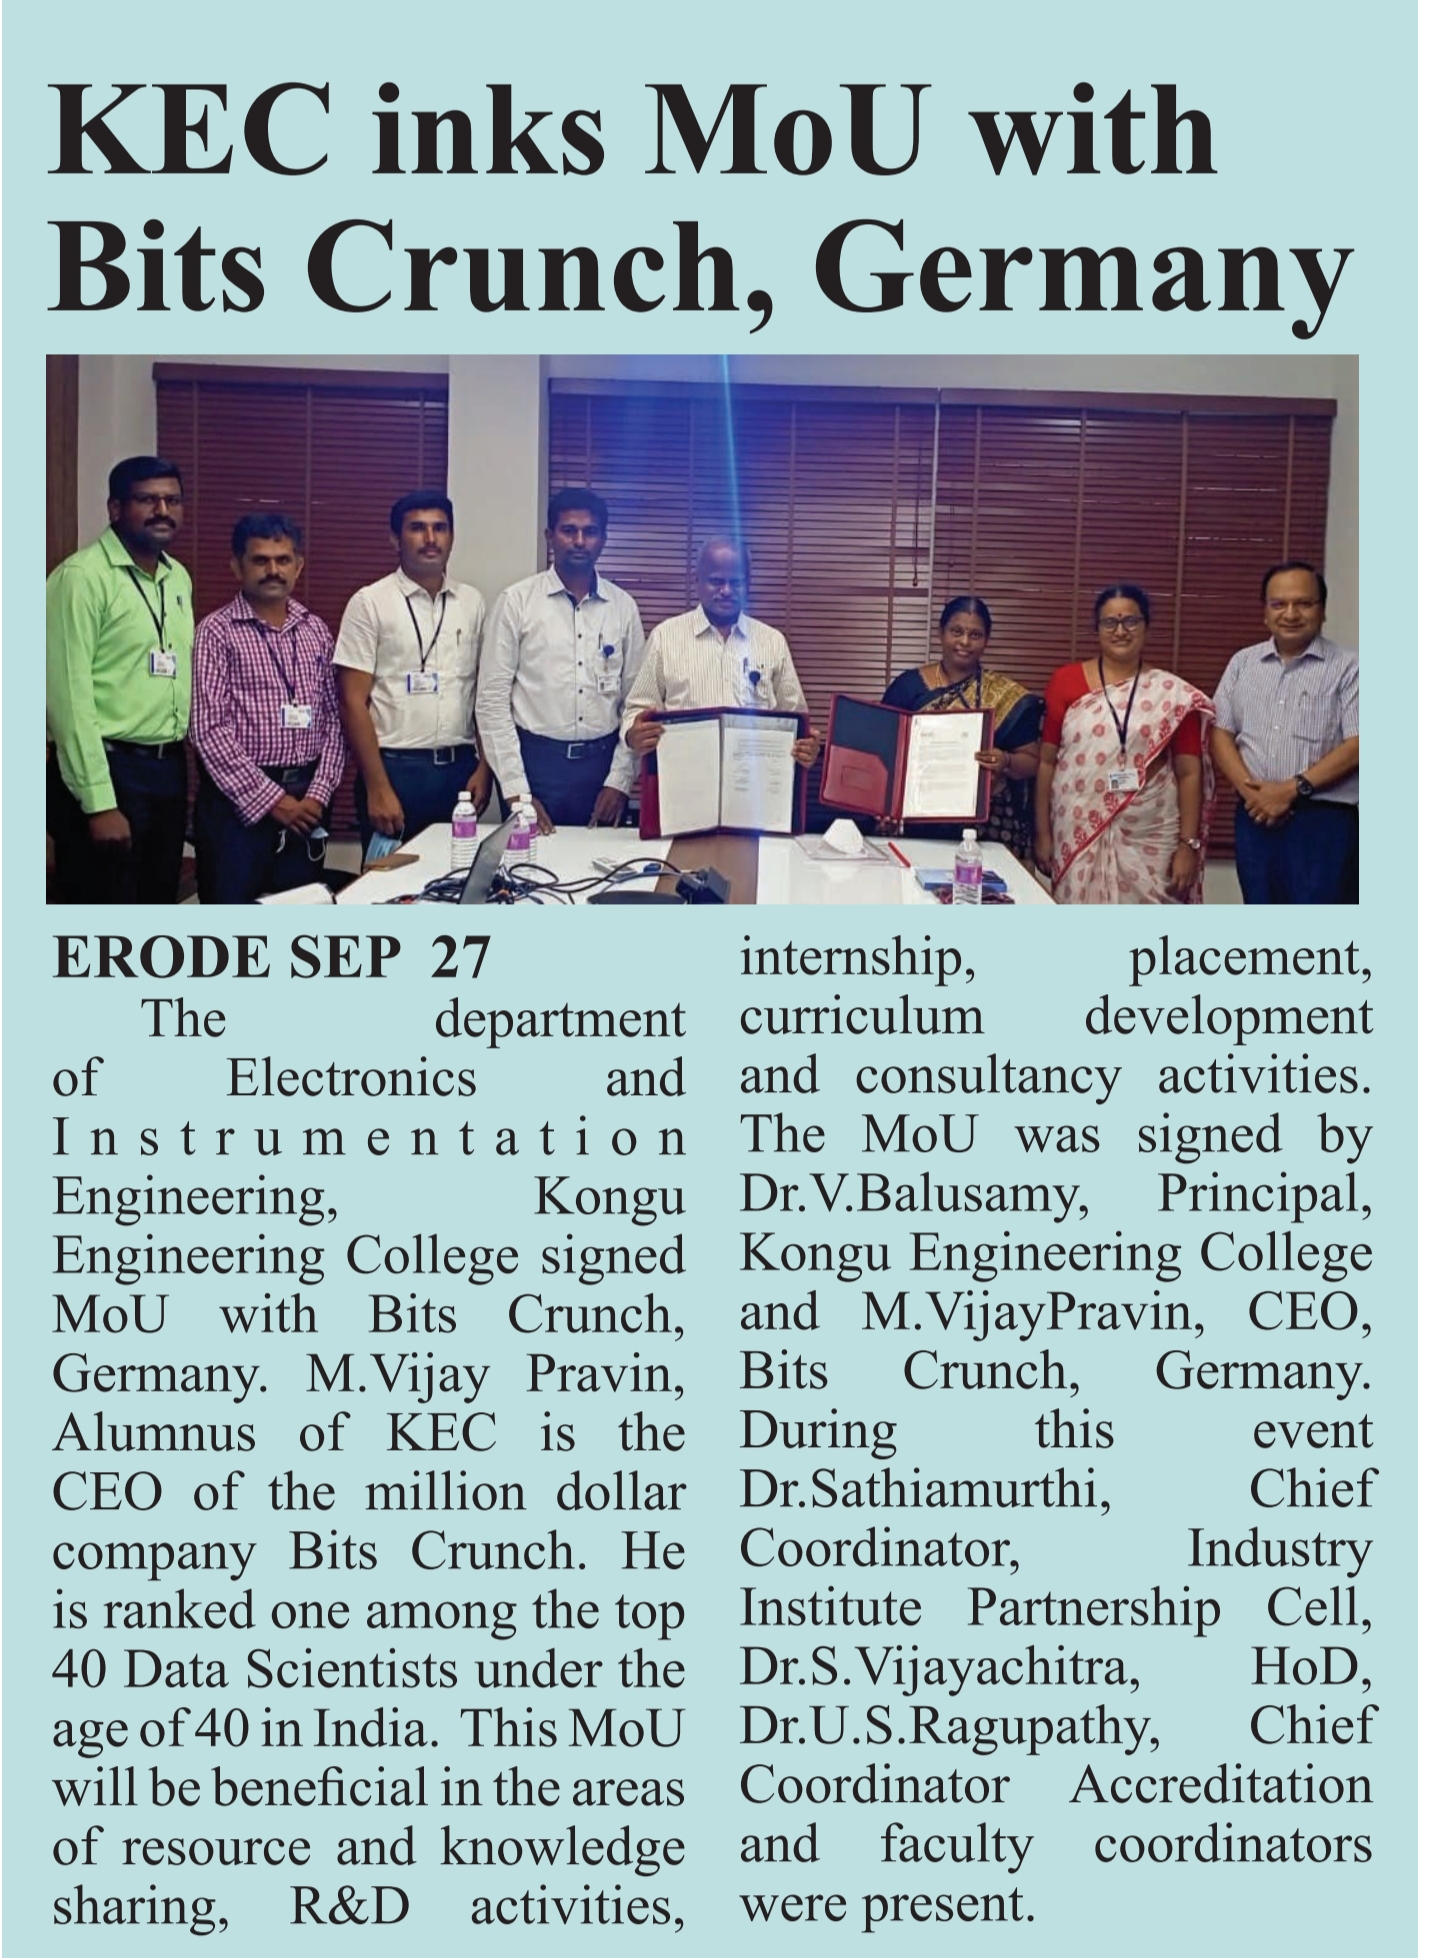 KEC inks MoU with
Bits Crunch, Germany
ERODE SEP 27
The department
of Electronics and
Instrumentation
Engineering, Kongu
Engineering College signed
MoU with Bits Crunch,
Germany. M.Vijay Pravin,
Alumnus of KEC is the
CEO of the million dollar
company Bits Crunch. He
is ranked one among the top
40 Data Scientists under the
age of 40 in India. This MoU
will be beneficial in the areas
of resource and knowledge
sharing, R&D activities,
internship, placement,
curriculum development
and consultancy activities.
The MoU was signed by
Dr.V.Balusamy, Principal,
Kongu Engineering College
and M.VijayPravin, CEO,
Bits Crunch, Germany.
During this event
Dr.Sathiamurthi, Chief
Coordinator, Industry
Institute Partnership Cell,
Dr.S.Vijayachitra, HoD,
Dr.U.S.Ragupathy, Chief
Coordinator Accreditation
and faculty coordinators
were present.